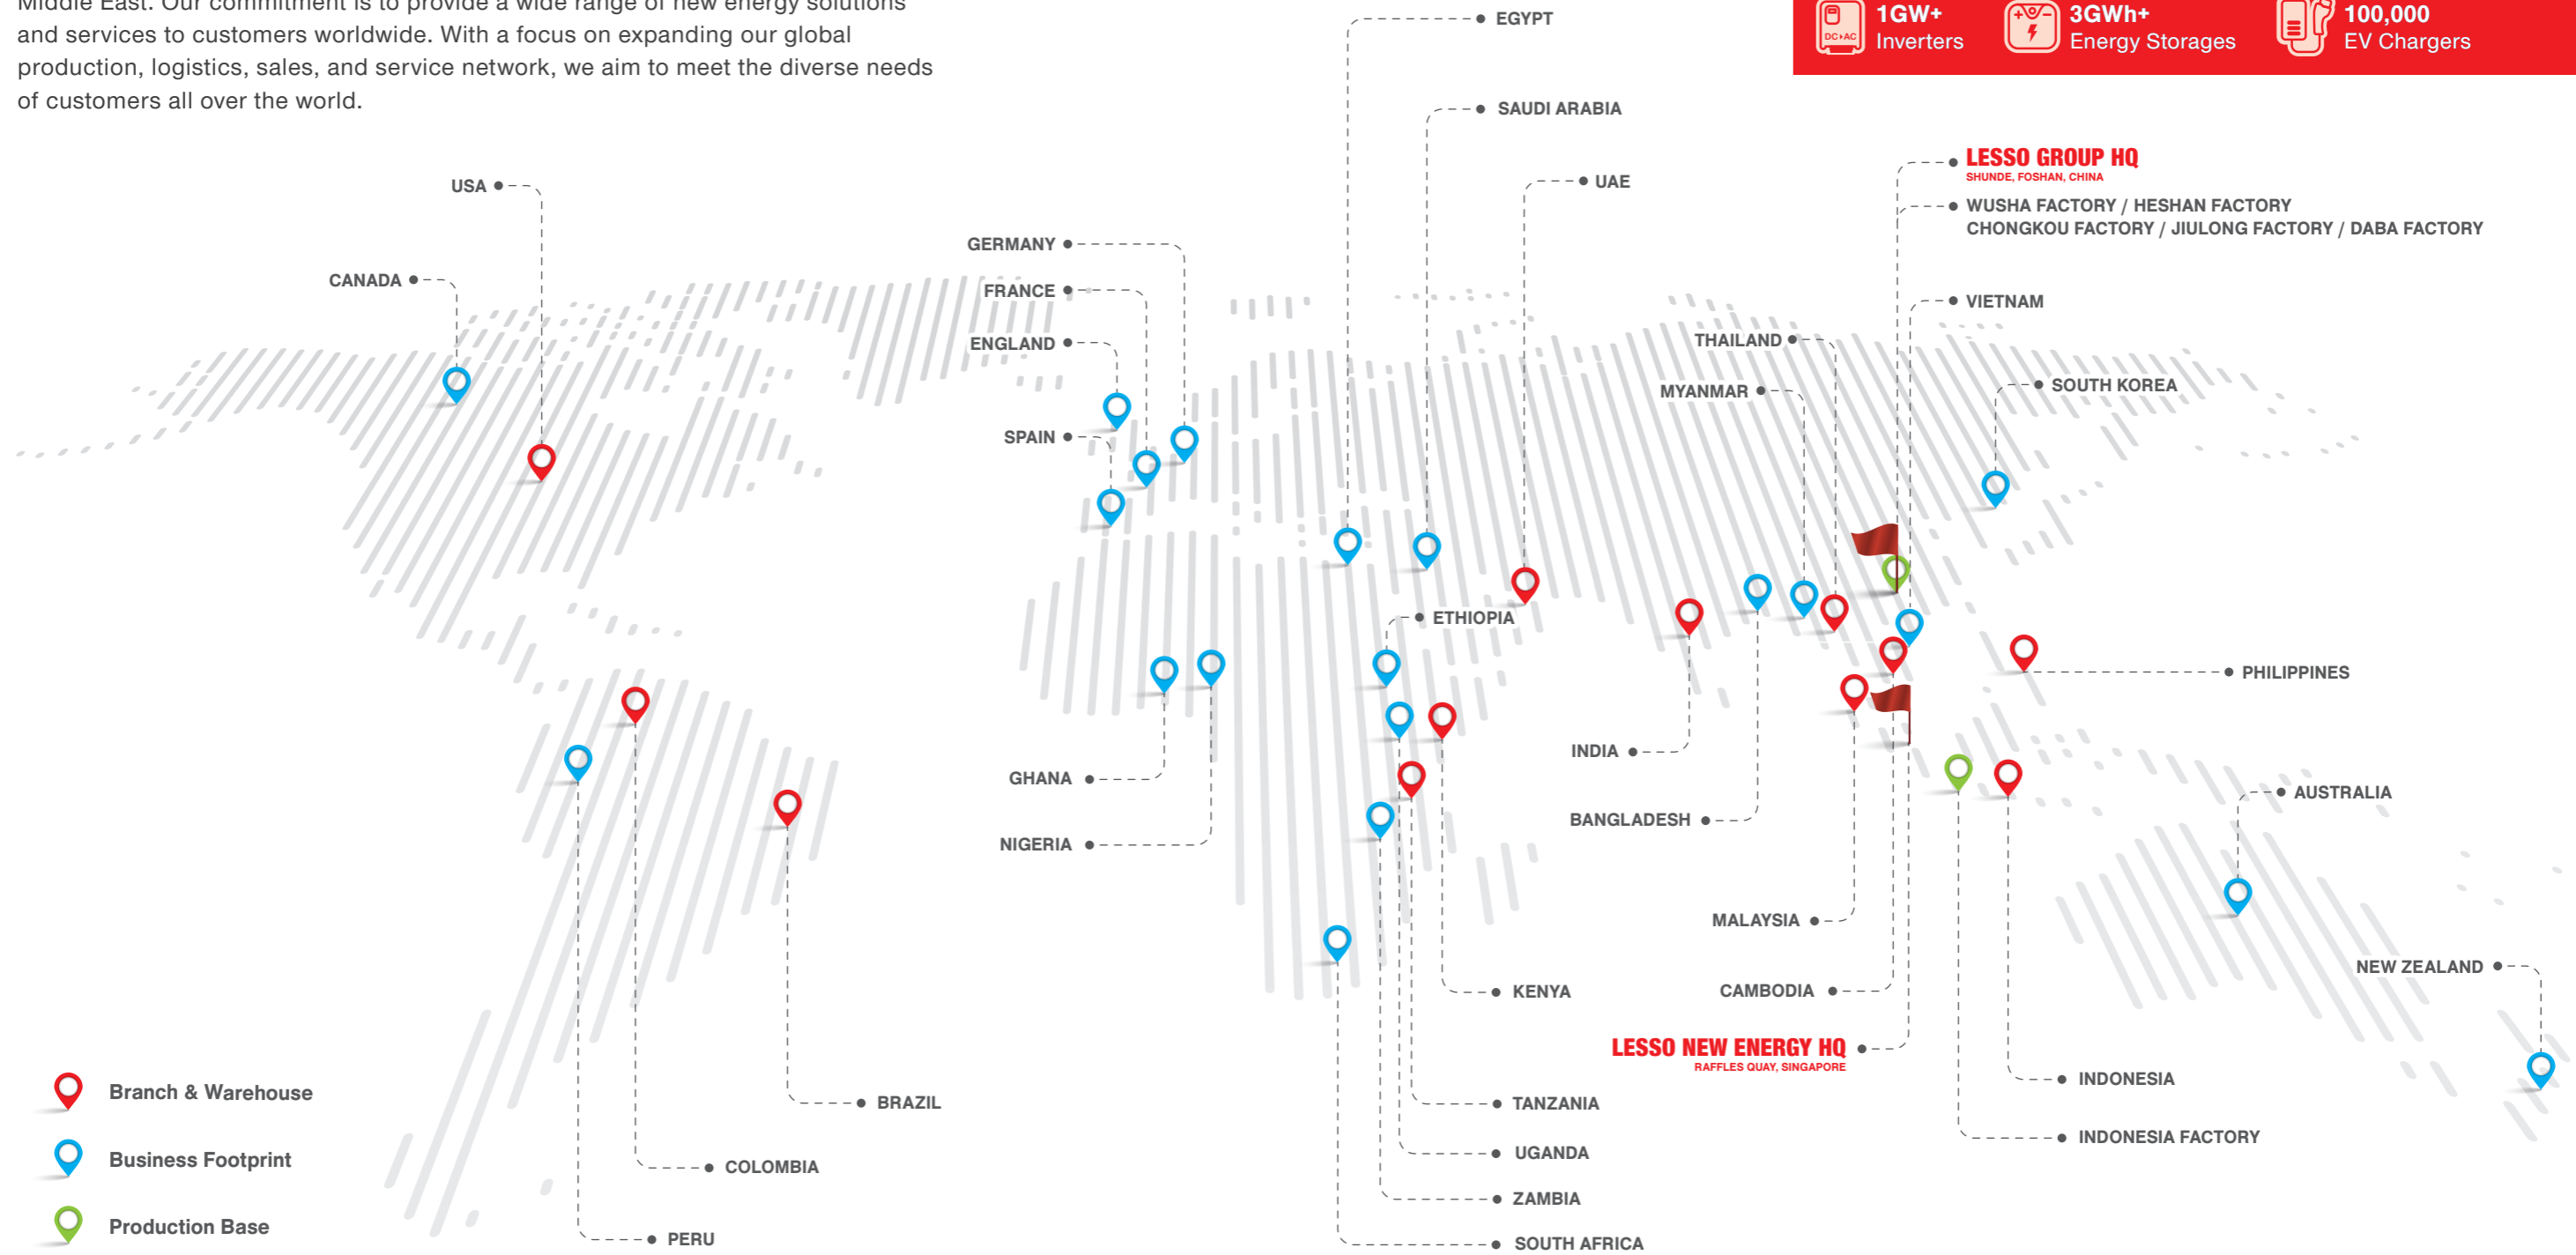 Middle East. Our commitment is to provide a wide range of new energy solutions
and services to customers worldwide. With a focus on expanding our global
production, logistics, sales, and service network, we aim to meet the diverse needs
of customers all over the world.
1GW+
Inverters
DC AC
3GWh+
Energy Storages
100,000
EV Chargers
EGYPT
SAUDI ARABIA
UAE
LESSO GROUP HQ
SHUNDE, FOSHAN, CHINA
WUSHA FACTORY / HESHAN FACTORY
CHONGKOU FACTORY / JIULONG FACTORY / DABA FACTORY
USA
GERMANY
CANADA
FRANCE
VIETNAM
ENGLAND
THAILAND
SOUTH KOREA
MYANMAR
SPAIN
ETHIOPIA
PHILIPPINES
INDIA
GHANA
AUSTRALIA
BANGLADESH
NIGERIA
MALAYSIA
NEW ZEALAND
KENYA
CAMBODIA
LESSO NEW ENERGY HQ
RAFFLES QUAY, SINGAPORE
INDONESIA
Branch & Warehouse
BRAZIL
TANZANIA
INDONESIA FACTORY
Business Footprint
COLOMBIA
UGANDA
ZAMBIA
Production Base
PERU
SOUTH AFRICA